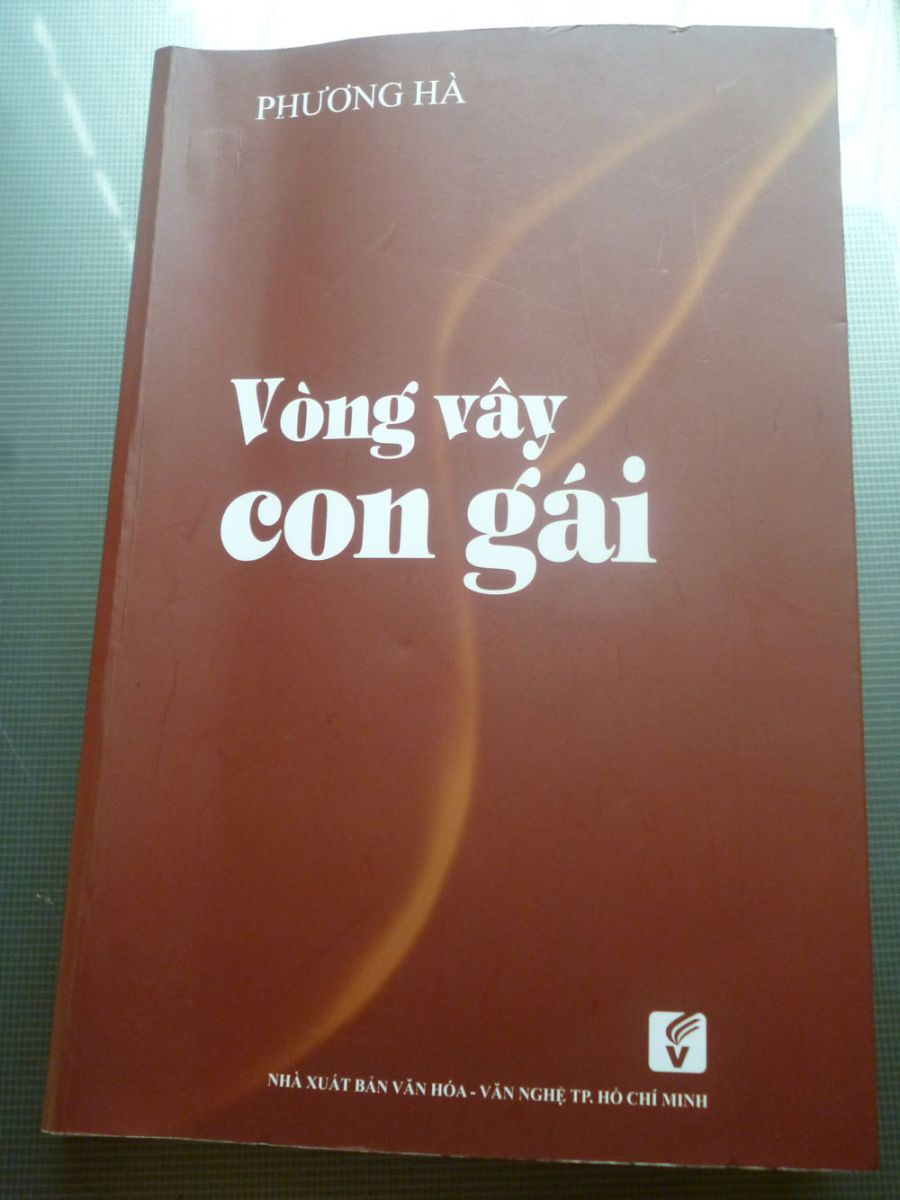 PHƯƠNG HÀ
Vòng vây
con gái
V
NHÀ XUẤT BẢN VĂN HÓA - VĂN NGHỆ TP. HỒ CHÍ MINH